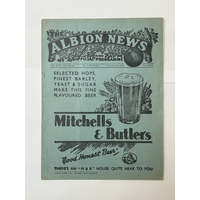 THE
ALBION NEWS
SELECTED HOPS,
FINEST BARLEY,
YEAST & SUGAR
MAKE THIS FINE
FLAVOURED BEER
Mitchells
& Butlers
"Good Honest Beer"
THERE'S AN "M & B" HOUSE QUITE NEAR TO YOU